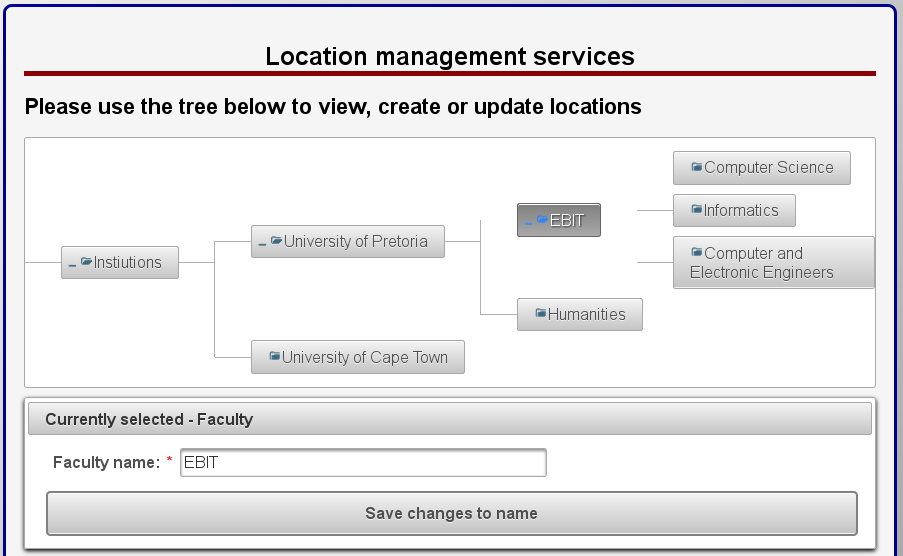 Location management services
Please use the tree below to view, create or update locations
Computer Science
Informatics
EBIT
Computer and
Electronic Engineers
University of Pretoria
Instiutions
Humanities
University of Cape Town
Currently selected - Faculty
Faculty name: * EBIT
Save changes to name